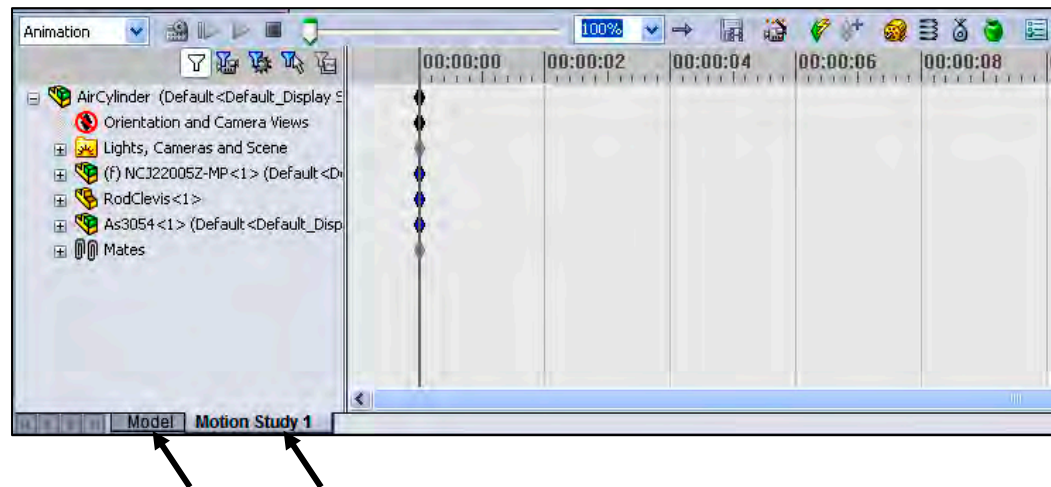 Animation 100%
00:00:00 00:00:02 00:00:04 00:00:06 00:00:08
AirCylinder (Default<Default_Display S
Orientation and Camera Views
Lights, Cameras and Scene
(f) NCJ22005Z-MP<1> (Default<De
RodClevis<1>
As3054<1> (Default<Default_Disp
Mates
Model Motion Study 1